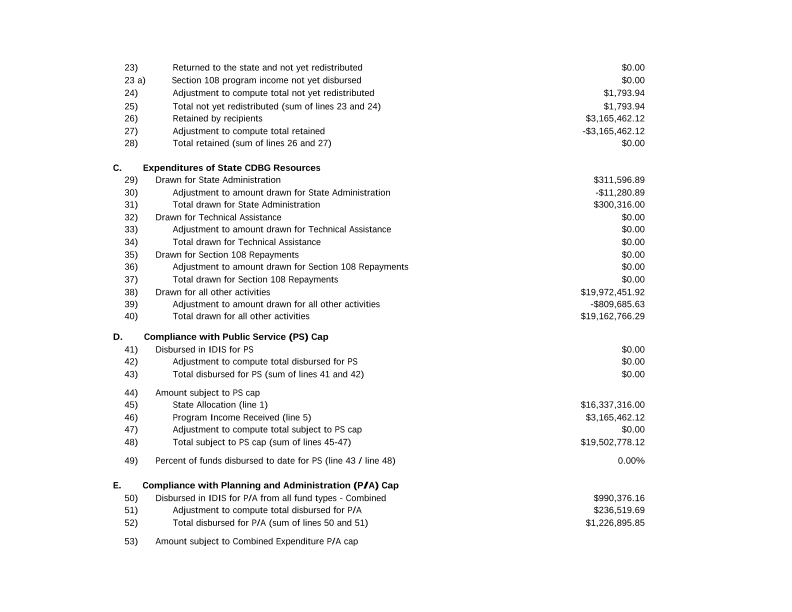 23) Returned to the state and not yet redistributed $0.00
23 a) Section 108 program income not yet disbursed $0.00
24) Adjustment to compute total not yet redistributed $1,793.94
25) Total not yet redistributed (sum of lines 23 and 24) $1,793.94
26) Retained by recipients $3,165,462.12
27) Adjustment to compute total retained -$3,165,462.12
28) Total retained (sum of lines 26 and 27) $0.00
C. Expenditures of State CDBG Resources
29) Drawn for State Administration $311,596.89
30) Adjustment to amount drawn for State Administration -$11,280.89
31) Total drawn for State Administration $300,316.00
32) Drawn for Technical Assistance $0.00
33) Adjustment to amount drawn for Technical Assistance $0.00
34) Total drawn for Technical Assistance $0.00
35) Drawn for Section 108 Repayments $0.00
36) Adjustment to amount drawn for Section 108 Repayments $0.00
37) Total drawn for Section 108 Repayments $0.00
38) Drawn for all other activities $19,972,451.92
39) Adjustment to amount drawn for all other activities -$809,685.63
40) Total drawn for all other activities $19,162,766.29
D. Compliance with Public Service (PS) Cap
41) Disbursed in IDIS for PS $0.00
42) Adjustment to compute total disbursed for PS $0.00
43) Total disbursed for PS (sum of lines 41 and 42) $0.00
44) Amount subject to PS cap
45) State Allocation (line 1) $16,337,316.00
46) Program Income Received (line 5) $3,165,462.12
47) Adjustment to compute total subject to PS cap $0.00
48) Total subject to PS cap (sum of lines 45-47) $19,502,778.12
49) Percent of funds disbursed to date for PS (line 43 / line 48) 0.00%
E. Compliance with Planning and Administration (P/A) Cap
50) Disbursed in IDIS for P/A from all fund types - Combined $990,376.16
51) Adjustment to compute total disbursed for P/A $236,519.69
52) Total disbursed for P/A (sum of lines 50 and 51) $1,226,895.85
53) Amount subject to Combined Expenditure P/A cap